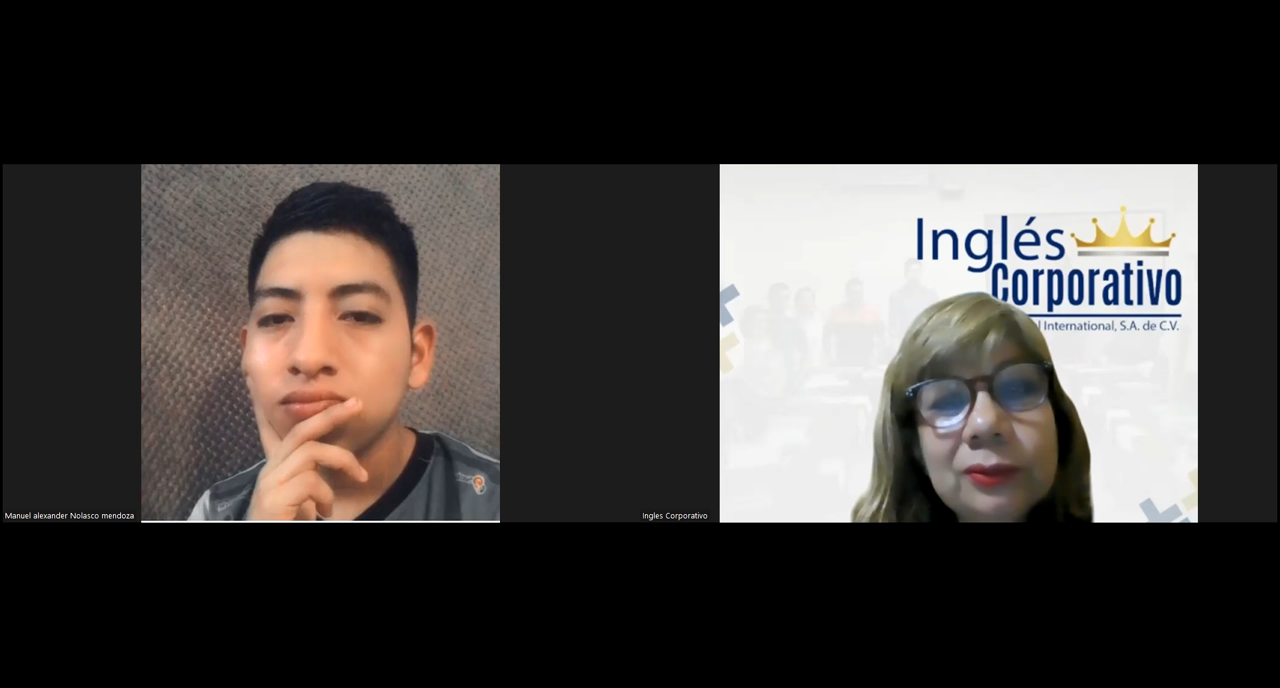 Inglés
Corporativo
l International, S.A. de C.V.
Manuel alexander Nolasco mendoza
Ingles Corporativo